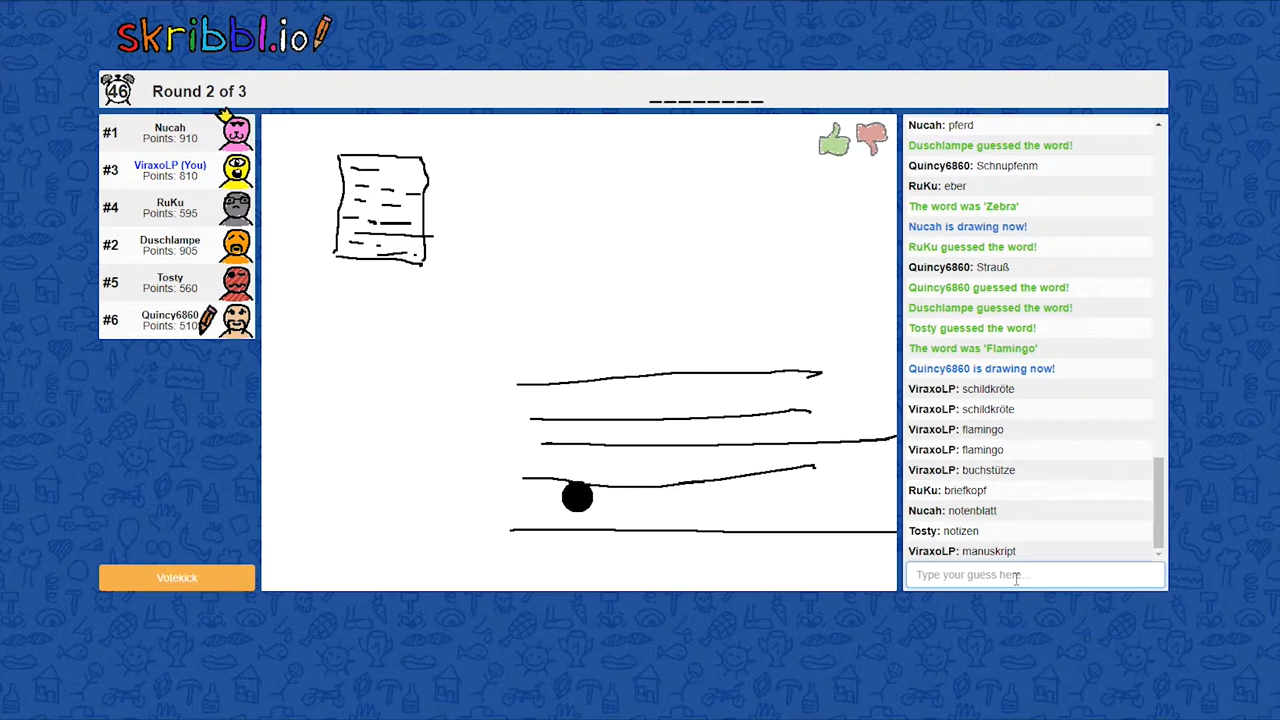 skribbl.io!
46
Round 2 of 3
________
#1
Nucah
Points: 910
#3
ViraxoLP (You)
Points: 810
#4
RuKu
Points: 595
#2
Duschlampe
Points: 905
#5
Tosty
Points: 560
#6
Quincy6860
Points: 510
Votekick
Nucah: pferd
Duschlampe guessed the word!
Quincy6860: Schnupfenm
RuKu: eber
The word was 'Zebra'
Nucah is drawing now!
RuKu guessed the word!
Quincy6860: Strauß
Quincy6860 guessed the word!
Duschlampe guessed the word!
Tosty guessed the word!
The word was 'Flamingo'
Quincy6860 is drawing now!
ViraxoLP: schildkröte
ViraxoLP: schildkröte
ViraxoLP: flamingo
ViraxoLP: flamingo
ViraxoLP: buchstütze
RuKu: briefkopf
Nucah: notenblatt
Tosty: notizen
ViraxoLP: manuskript
Type your guess here...